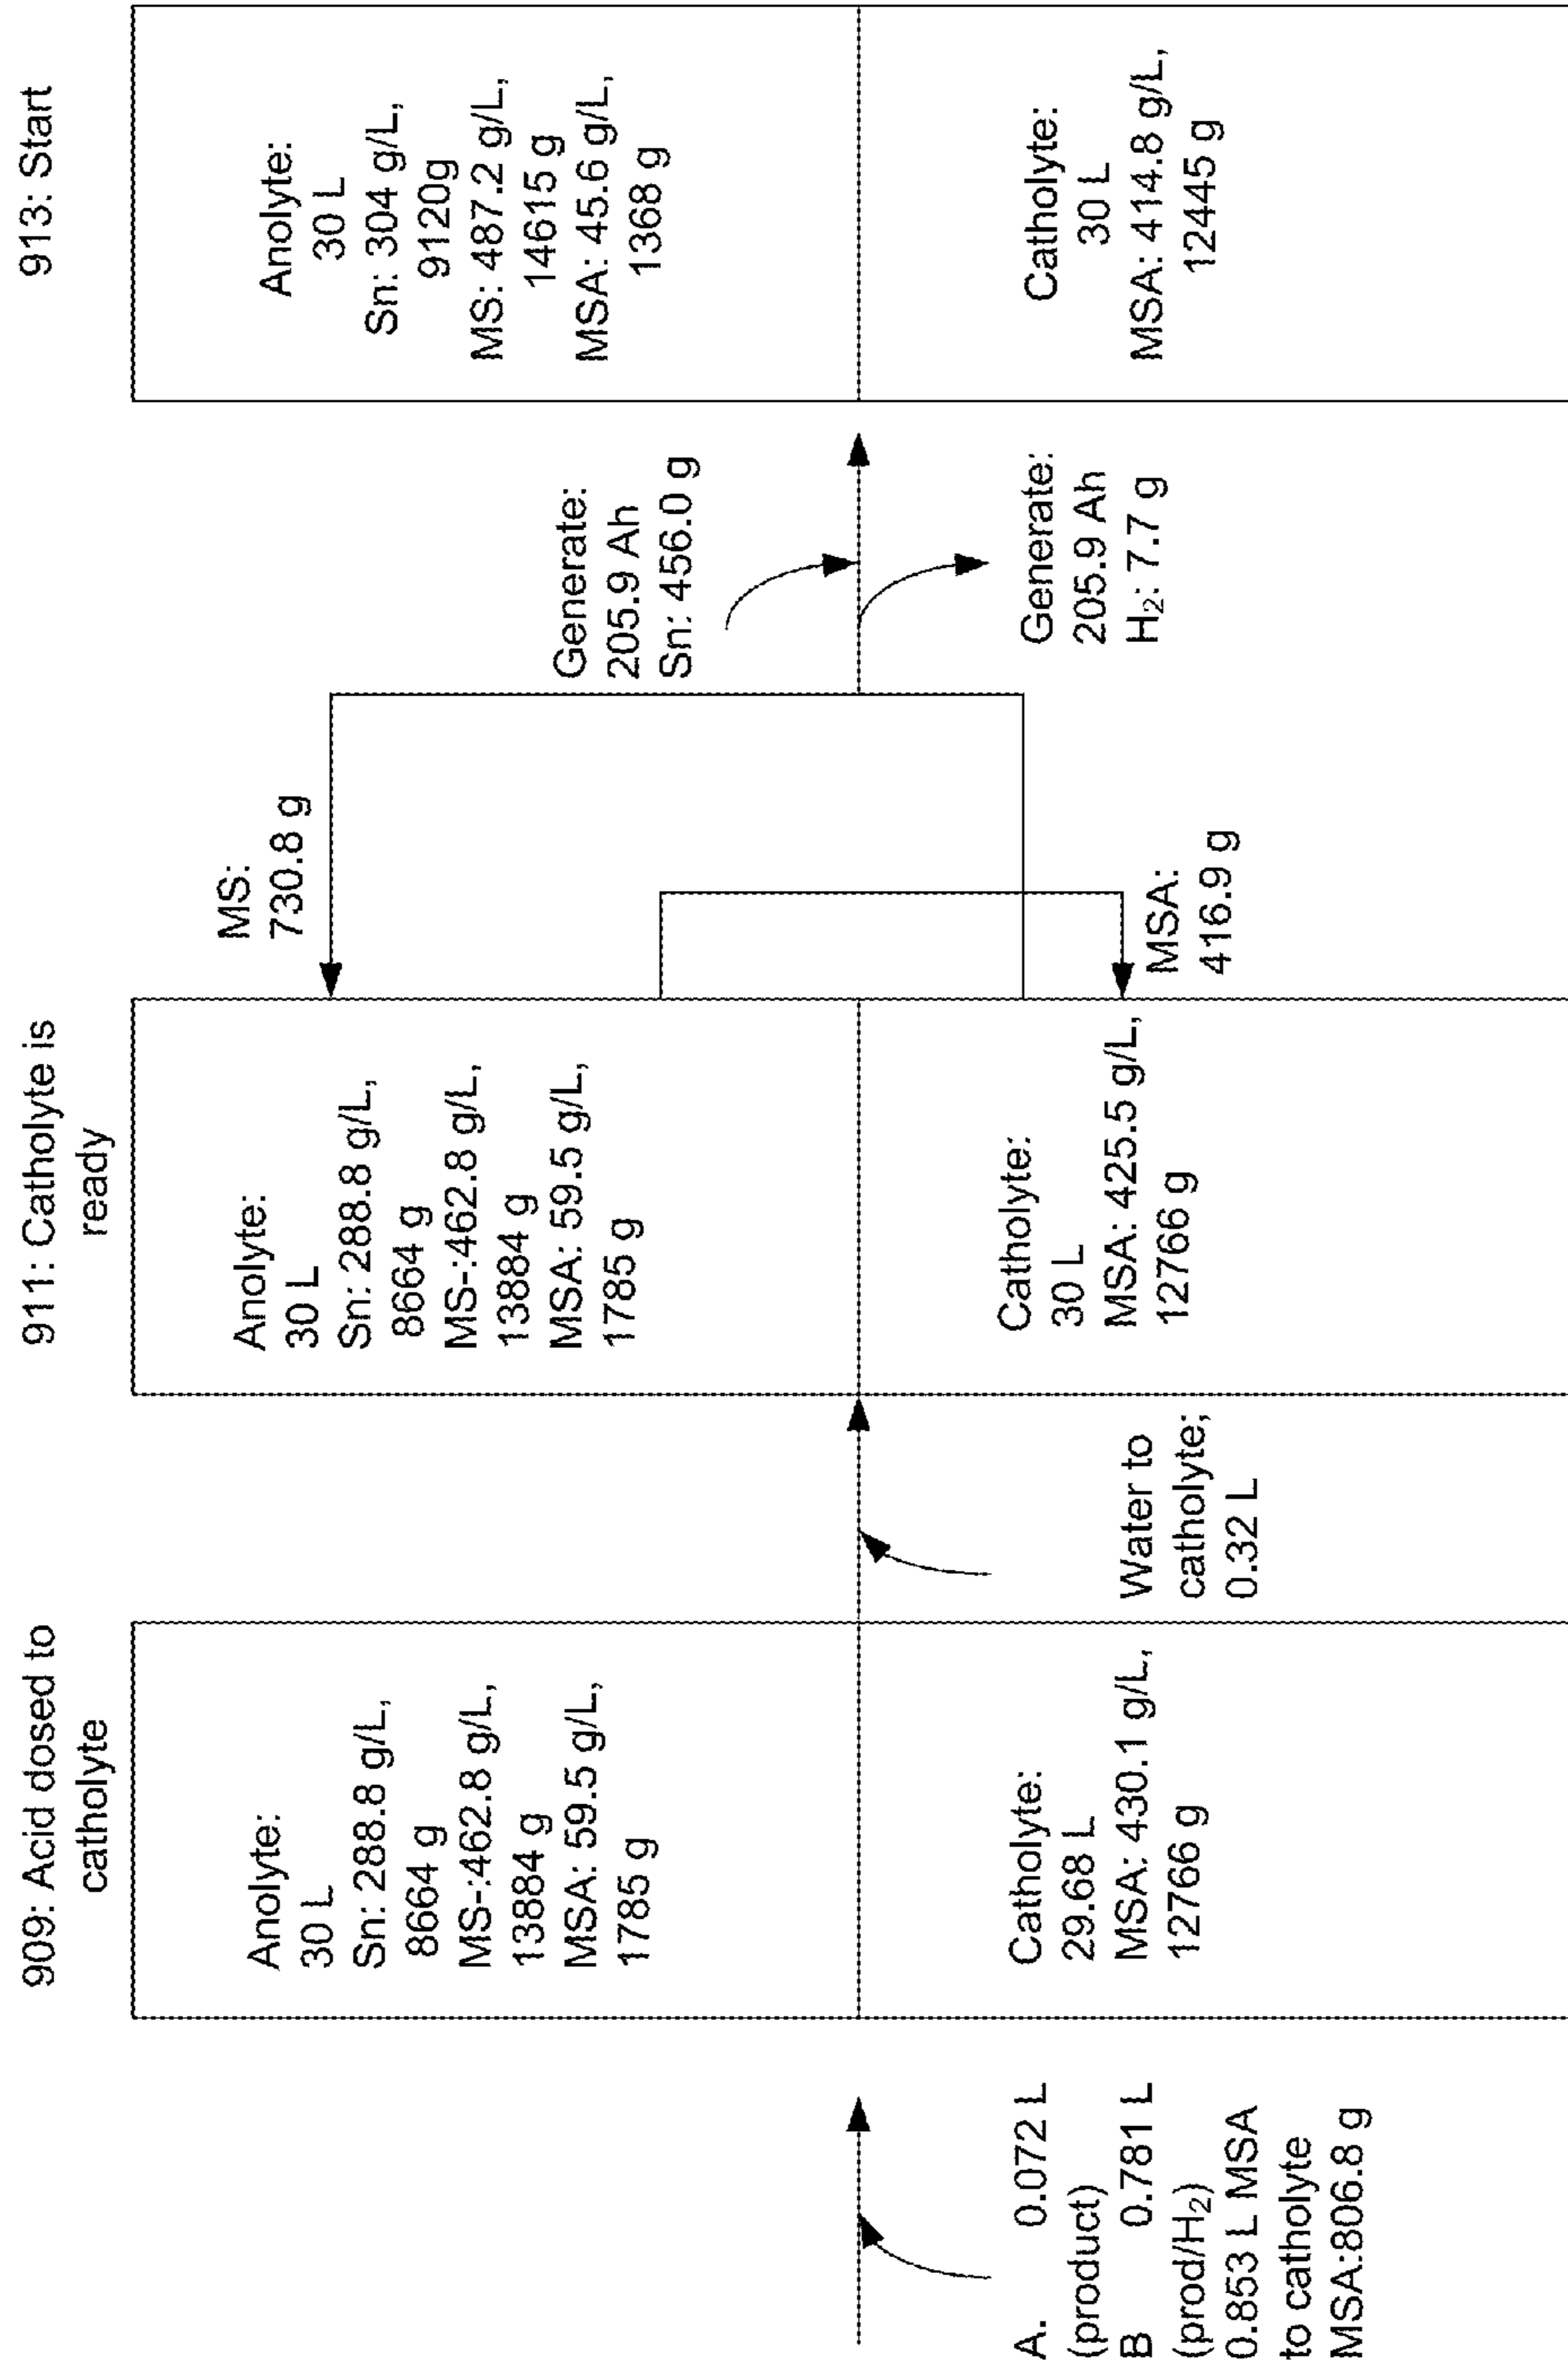 909: Acid dosed to
catholyte
911: Catholyte is
ready
913: Start
A. 0.072 L
(product)
B 0.781 L
(prod/H₂)
0.853 L MSA
to catholyte
MSA:806.8 g
Anolyte:
30 L
Sn: 288.8 g/L,
8664 g
MS-:462.8 g/L,
13884 g
MSA: 59.5 g/L,
1785 g
Catholyte:
29.68 L
MSA: 430.1 g/L,
12766 g
Water to
catholyte;
0.32 L
Anolyte:
30 L
Sn: 288.8 g/L,
8664 g
MS-:462.8 g/L,
13884 g
MSA: 59.5 g/L,
1785 g
Catholyte:
30 L
MSA: 425.5 g/L,
12766 g
MS:
730.8 g
MSA:
416.9 g
Generate:
205.9 Ah
Sn: 456.0 g
Generate:
205.9 Ah
H₂: 7.7 g
Anolyte:
30 L
Sn: 304 g/L,
9120g
MS: 487.2 g/L,
14615 g
MSA: 45.6 g/L,
1368 g
Catholyte:
30 L
MSA: 414.8 g/L,
12445 g